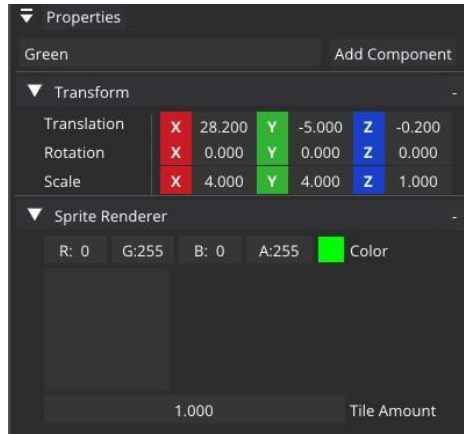 Properties
Green Add Component
Transform -
Translation X 28.200 Y -5.000 Z -0.200
Rotation X 0.000 Y 0.000 Z 0.000
Scale X 4.000 Y 4.000 Z 1.000
Sprite Renderer -
R: 0 G:255 B: 0 A:255 Color
1.000 Tile Amount